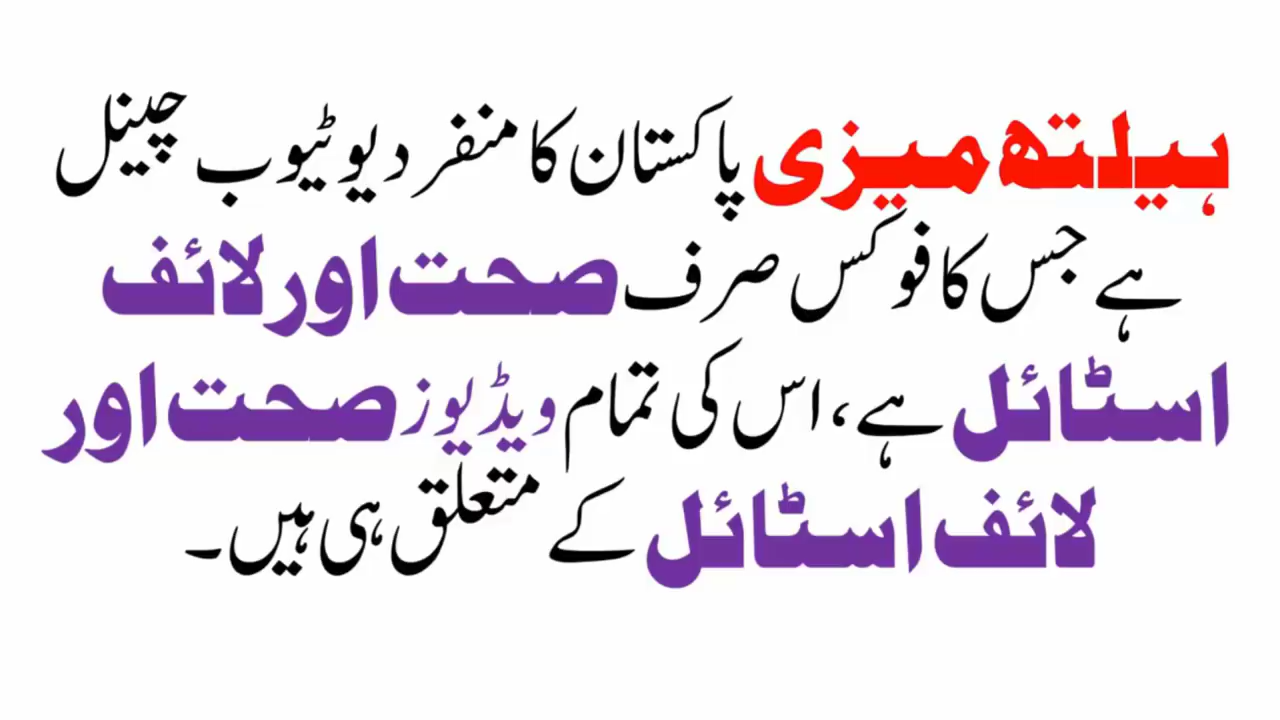 ہیلتھ میزی پاکستان کا منفرد یوٹیوب چینل
ہے جس کا فوکس صرف صحت اور لائف
اسٹائل ہے، اس کی تمام ویڈیوز صحت اور
لائف اسٹائل کے متعلق ہی ہیں۔